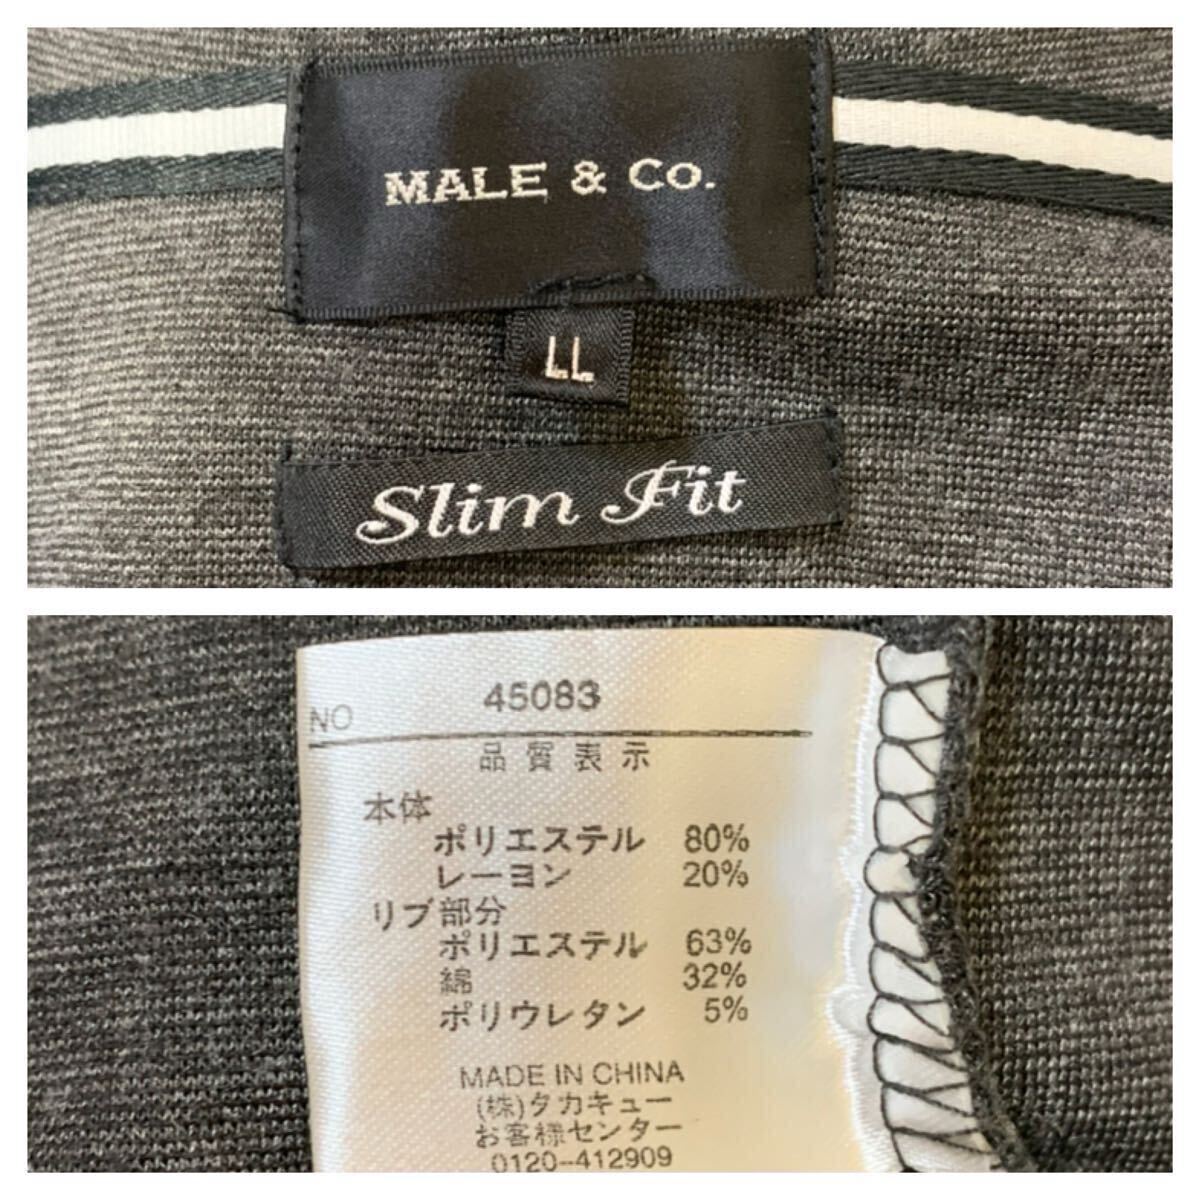 MALE & Co.
LL
Slim Fit
NO 45083
品質表示
本体
ポリエステル 80%
レーヨン 20%
リブ部分
ポリエステル 63%
綿 32%
ポリウレタン 5%
MADE IN CHINA
(株)タカキュー
お客様センター
0120-412909